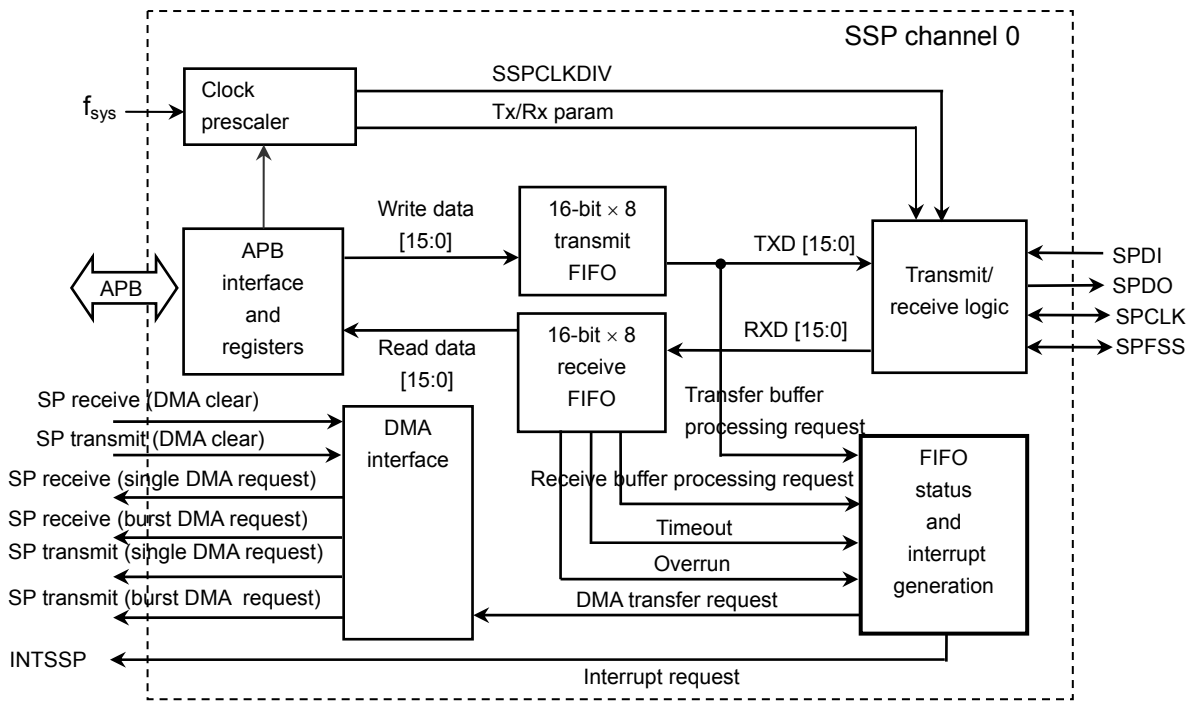 SSP channel 0
SSPCLKDIV
Clock
prescaler
fsys
Tx/Rx param
Write data
[15:0]
16-bit × 8
transmit
FIFO
TXD [15:0]
APB
interface
and
registers
APB
Transmit/
receive logic
SPDI
SPDO
SPCLK
SPFSS
Read data
[15:0]
16-bit × 8
receive
FIFO
RXD [15:0]
SP receive (DMA clear)
SP transmit (DMA clear)
SP receive (single DMA request)
SP receive (burst DMA request)
SP transmit (single DMA request)
SP transmit (burst DMA  request)
DMA
interface
Transfer buffer
processing request
Receive buffer processing request
Timeout
Overrun
DMA transfer request
FIFO
status
and
interrupt
generation
INTSSP
Interrupt request